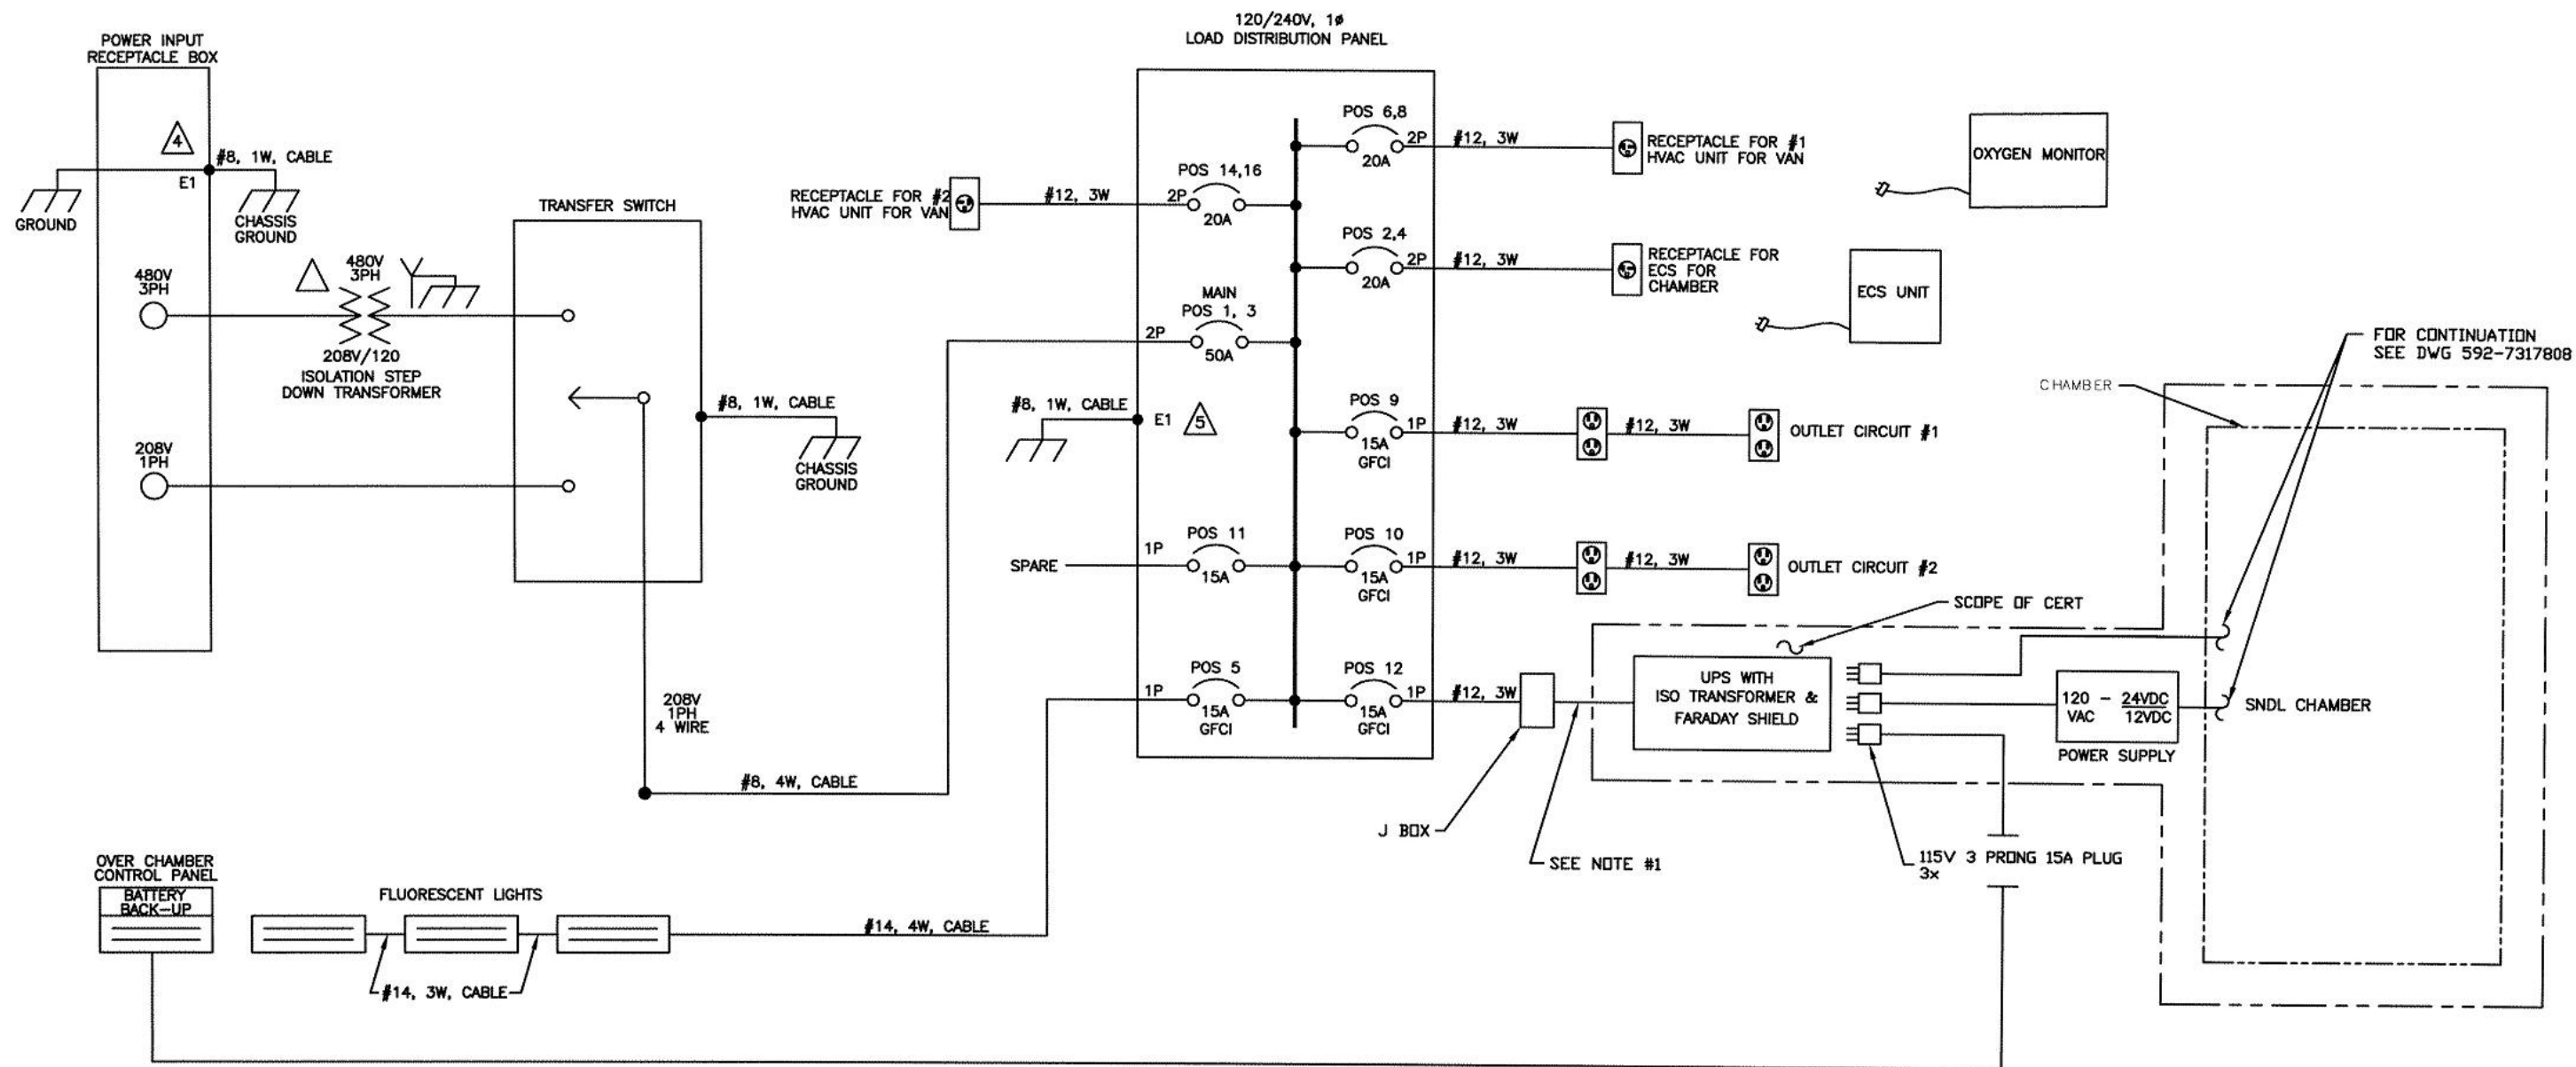 120/240V, 1ø
LOAD DISTRIBUTION PANEL
POWER INPUT
RECEPTACLE BOX
4
#8, 1W, CABLE
E1
GROUND
CHASSIS
GROUND
480V
3PH
480V
3PH
208V/120
ISOLATION STEP
DOWN TRANSFORMER
208V
1PH
TRANSFER SWITCH
#8, 1W, CABLE
CHASSIS
GROUND
208V
1PH
4 WIRE
#8, 4W, CABLE
RECEPTACLE FOR #2
HVAC UNIT FOR VAN
#12, 3W
2P
POS 14,16
20A
MAIN
POS 1, 3
2P
50A
#8, 1W, CABLE
E1
5
POS 11
1P
15A
SPARE
POS 5
1P
15A
GFCI
POS 6,8
2P
20A
#12, 3W
RECEPTACLE FOR #1
HVAC UNIT FOR VAN
POS 2,4
2P
20A
#12, 3W
RECEPTACLE FOR
ECS FOR
CHAMBER
POS 9
1P
15A
GFCI
#12, 3W
#12, 3W
OUTLET CIRCUIT #1
POS 10
1P
15A
GFCI
#12, 3W
#12, 3W
OUTLET CIRCUIT #2
POS 12
1P
15A
GFCI
#12, 3W
OXYGEN MONITOR
ECS UNIT
FOR CONTINUATION
SEE DWG 592-7317808
CHAMBER
SCOPE OF CERT
UPS WITH
ISO TRANSFORMER &
FARADAY SHIELD
120 - 24VDC
VAC 12VDC
POWER SUPPLY
SNDL CHAMBER
J BOX
SEE NOTE #1
115V 3 PRONG 15A PLUG
3x
OVER CHAMBER
CONTROL PANEL
BATTERY
BACK-UP
FLUORESCENT LIGHTS
#14, 4W, CABLE
#14, 3W, CABLE